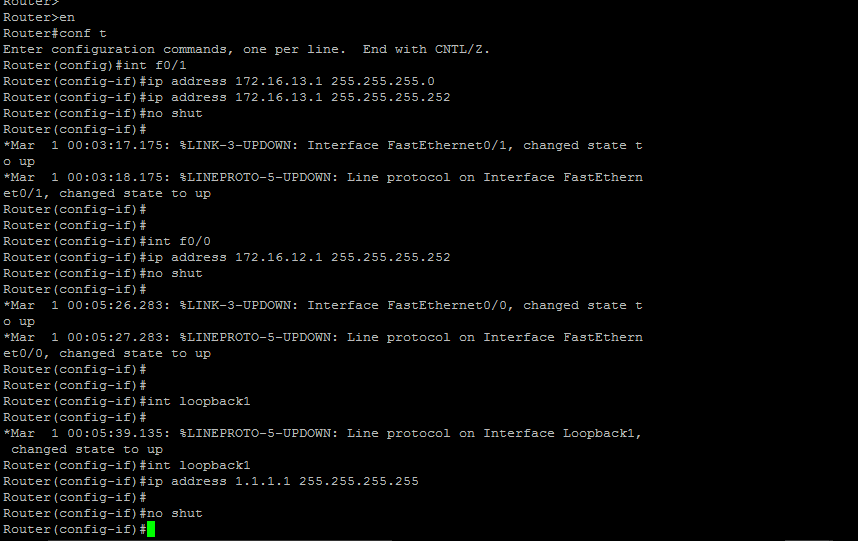 Router>
Router>en
Router#conf t
Enter configuration commands, one per line.  End with CNTL/Z.
Router(config)#int f0/1
Router(config-if)#ip address 172.16.13.1 255.255.255.0
Router(config-if)#ip address 172.16.13.1 255.255.255.252
Router(config-if)#no shut
Router(config-if)#
*Mar  1 00:03:17.175: %LINK-3-UPDOWN: Interface FastEthernet0/1, changed state t
o up
*Mar  1 00:03:18.175: %LINEPROTO-5-UPDOWN: Line protocol on Interface FastEthern
et0/1, changed state to up
Router(config-if)#
Router(config-if)#
Router(config-if)#int f0/0
Router(config-if)#ip address 172.16.12.1 255.255.255.252
Router(config-if)#no shut
Router(config-if)#
*Mar  1 00:05:26.283: %LINK-3-UPDOWN: Interface FastEthernet0/0, changed state t
o up
*Mar  1 00:05:27.283: %LINEPROTO-5-UPDOWN: Line protocol on Interface FastEthern
et0/0, changed state to up
Router(config-if)#
Router(config-if)#
Router(config-if)#int loopback1
Router(config-if)#
*Mar  1 00:05:39.135: %LINEPROTO-5-UPDOWN: Line protocol on Interface Loopback1,
 changed state to up
Router(config-if)#int loopback1
Router(config-if)#ip address 1.1.1.1 255.255.255.255
Router(config-if)#
Router(config-if)#no shut
Router(config-if)#